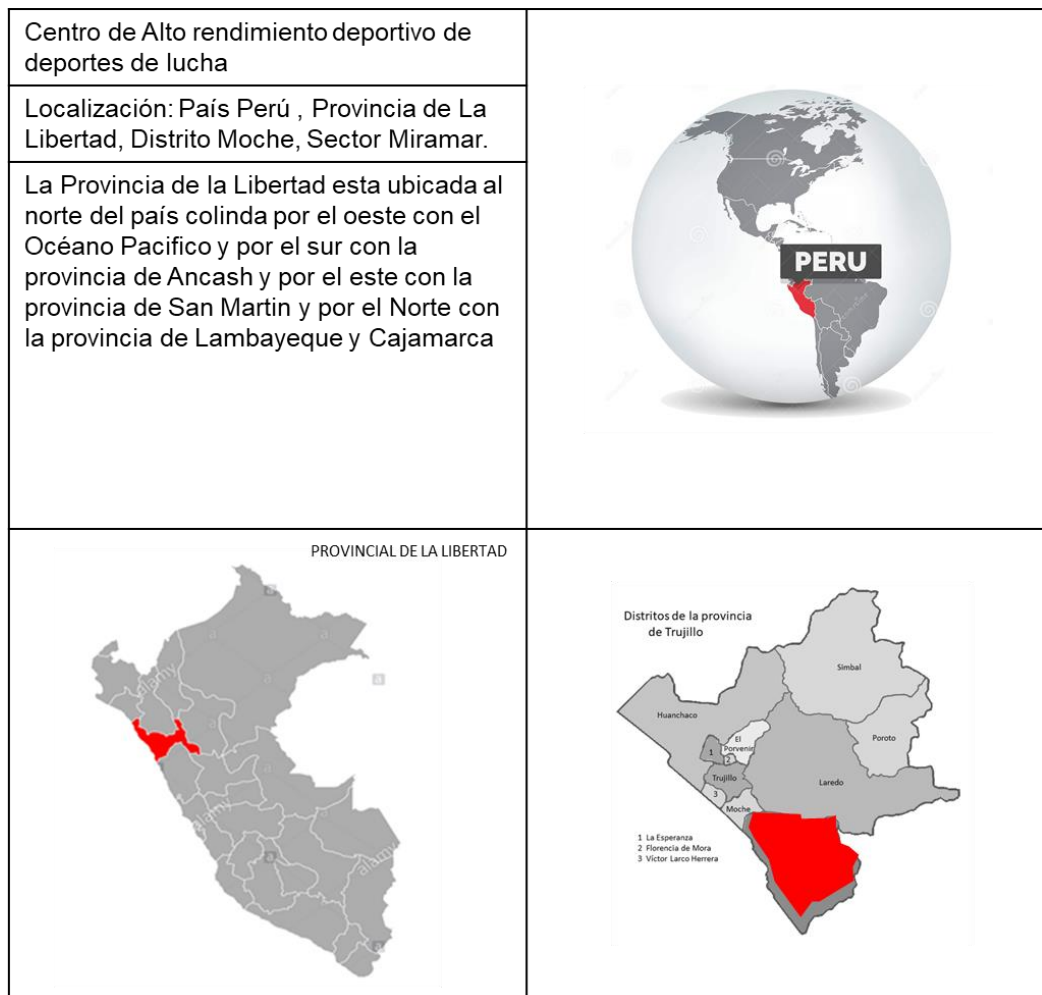 Centro de Alto rendimiento deportivo de
deportes de lucha
Localización: País Perú , Provincia de La
Libertad, Distrito Moche, Sector Miramar.
La Provincia de la Libertad esta ubicada al
norte del país colinda por el oeste con el
Océano Pacifico y por el sur con la
provincia de Ancash y por el este con la
provincia de San Martin y por el Norte con
la provincia de Lambayeque y Cajamarca
PERU
PROVINCIAL DE LA LIBERTAD
alamy
alamy
alamy
a
a
a
a
a
a
a
Distritos de la provincia
de Trujillo
Simbal
Huanchaco
El
Porvenir
Poroto
1
2
Trujillo
Laredo
3
Moche
1 La Esperanza
2 Florencia de Mora
3 Víctor Larco Herrera